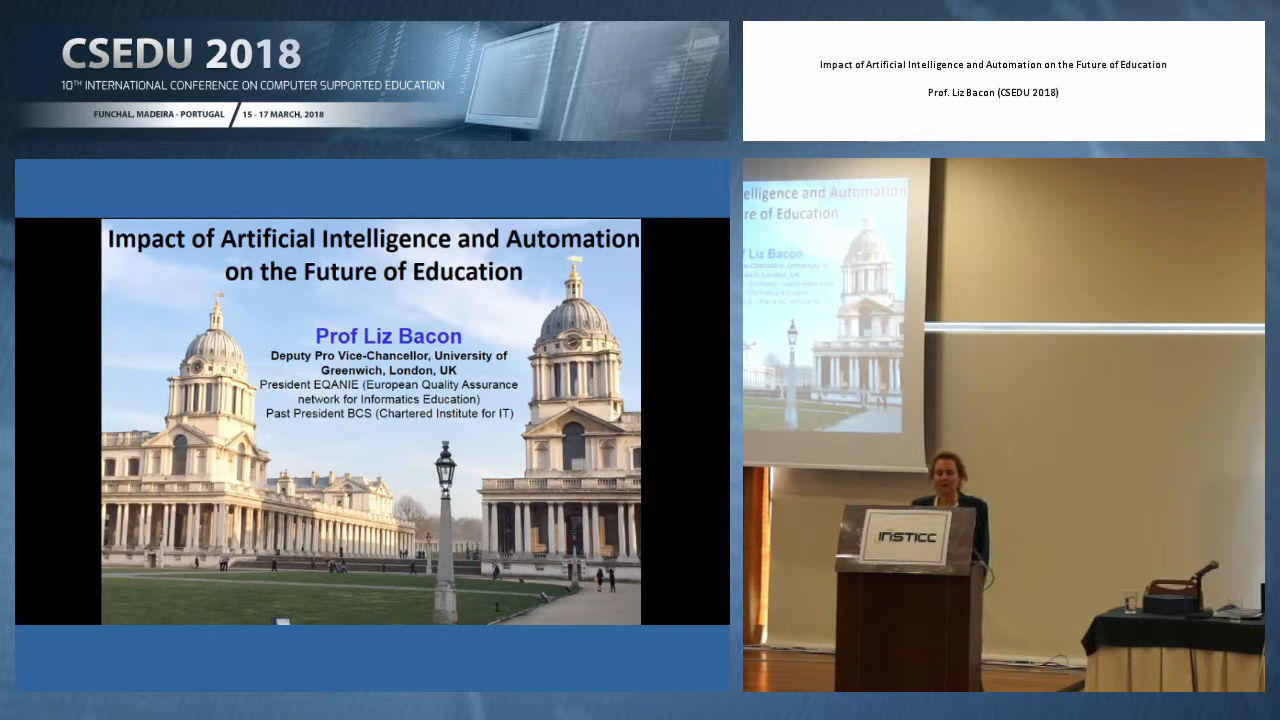 CSEDU 2018
10TH INTERNATIONAL CONFERENCE ON COMPUTER SUPPORTED EDUCATION
FUNCHAL, MADEIRA - PORTUGAL
15 - 17 MARCH, 2018
Impact of Artificial Intelligence and Automation on the Future of Education
Prof. Liz Bacon (CSEDU 2018)
Impact of Artificial Intelligence and Automation
on the Future of Education
Prof Liz Bacon
Deputy Pro Vice-Chancellor, University of
Greenwich, London, UK
President EQANIE (European Quality Assurance
network for Informatics Education)
Past President BCS (Chartered Institute for IT)
1
elligence and Automation
re of Education
Liz Bacon
INSTICC